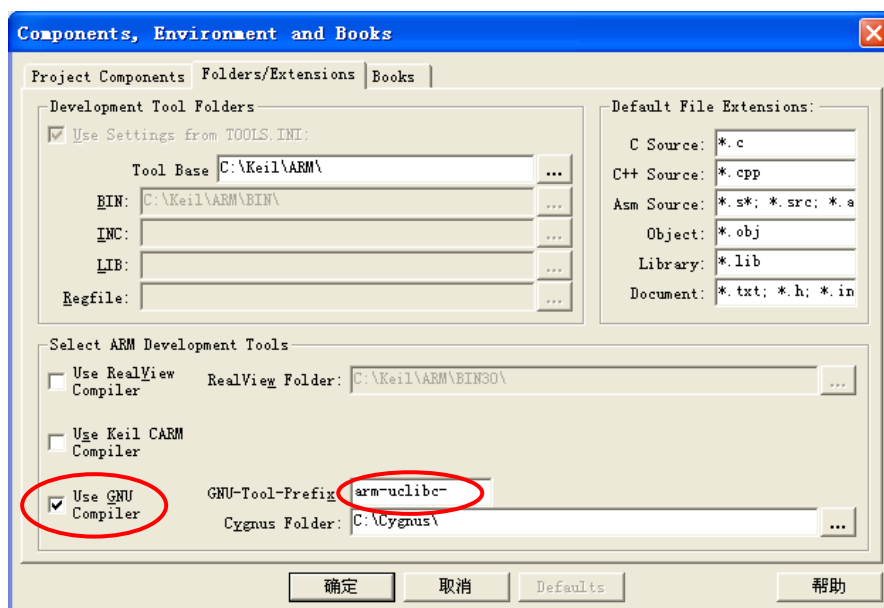 Components, Environment and Books
Project Components Folders/Extensions Books
Development Tool Folders
Use Settings from TOOLS.INI:
Tool Base C:\Keil\ARM\ ...
BIN: C:\Keil\ARM\BIN\ ...
INC: ...
LIB: ...
Regfile: ...
Default File Extensions:
C Source: *.c
C++ Source: *.cpp
Asm Source: *.s*; *.src; *.a
Object: *.obj
Library: *.lib
Document: *.txt; *.h; *.in
Select ARM Development Tools
Use RealView
Compiler
RealView Folder: C:\Keil\ARM\BIN30\ ...
Use Keil CARM
Compiler
Use GNU
Compiler
GNU-Tool-Prefix arm-uclibc-
Cygnus Folder: C:\Cygnus\ ...
确定 取消 Defaults 帮助